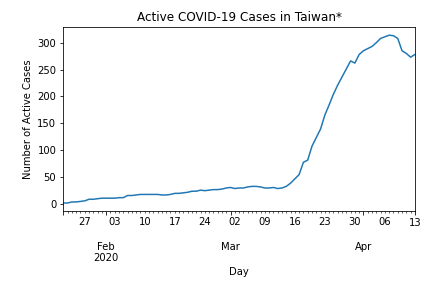 Active COVID-19 Cases in Taiwan*
Number of Active Cases
300
250
200
150
100
50
0
27 03 10 17 24 02 09 16 23 30 06 13
Feb Mar Apr
2020
Day